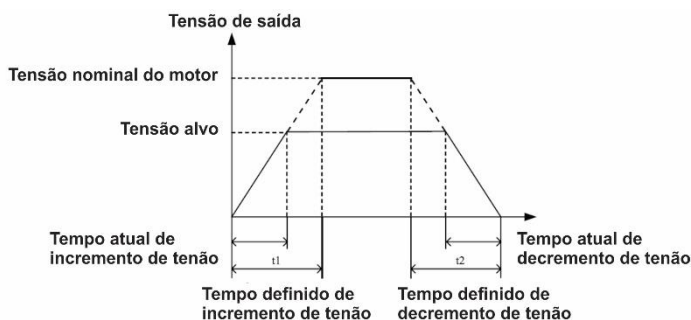 Tensão de saída
Tensão nominal do motor
Tensão alvo
Tempo atual de
incremento de tenão
t1
t2
Tempo atual de
decremento de tenão
Tempo definido de
incremento de tenão
Tempo definido de
decremento de tenão